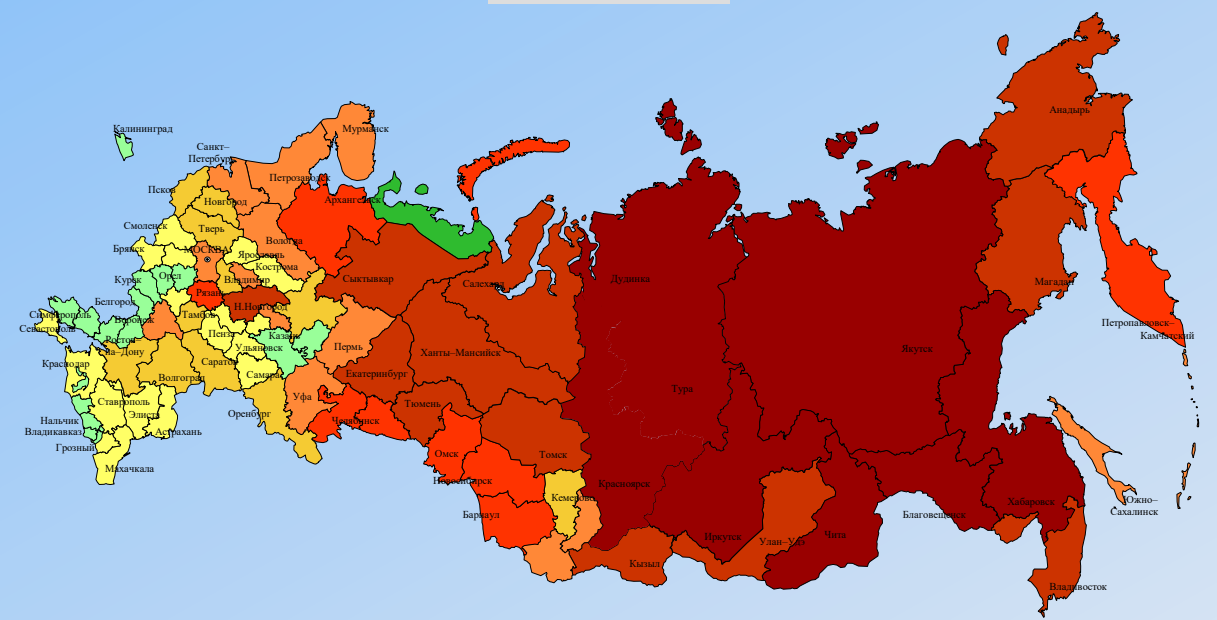 Анадырь
Калининград
Мурманск
Санкт–
Петербург
Петрозаводск
Псков
Архангельск
Новгород
Смоленск
Тверь
Вологда
Брянск
МОСКВА
Ярославль
Кострома
Курск
Орел
Владимир
Сыктывкар
Дудинка
Салехард
Магадан
Рязань
Белгород
Н.Новгород
Симферополь
Воронеж
Тамбов
Севастополь
Петропавловск–
Камчатский
Ростов–
На–Дону
Пенза
Казань
Ульяновск
Пермь
Якутск
Ханты–Мансийск
Краснодар
Саратов
Самара
Екатеринбург
Волгоград
Тура
Ставрополь
Уфа
Тюмень
Элиста
Оренбург
Нальчик
Челябинск
Владикавказ
Астрахань
Грозный
Омск
Томск
Махачкала
Новосибирск
Красноярск
Кемерово
Хабаровск
Южно–
Сахалинск
Барнаул
Благовещенск
Иркутск
Улан–Удэ
Чита
Кызыл
Владивосток